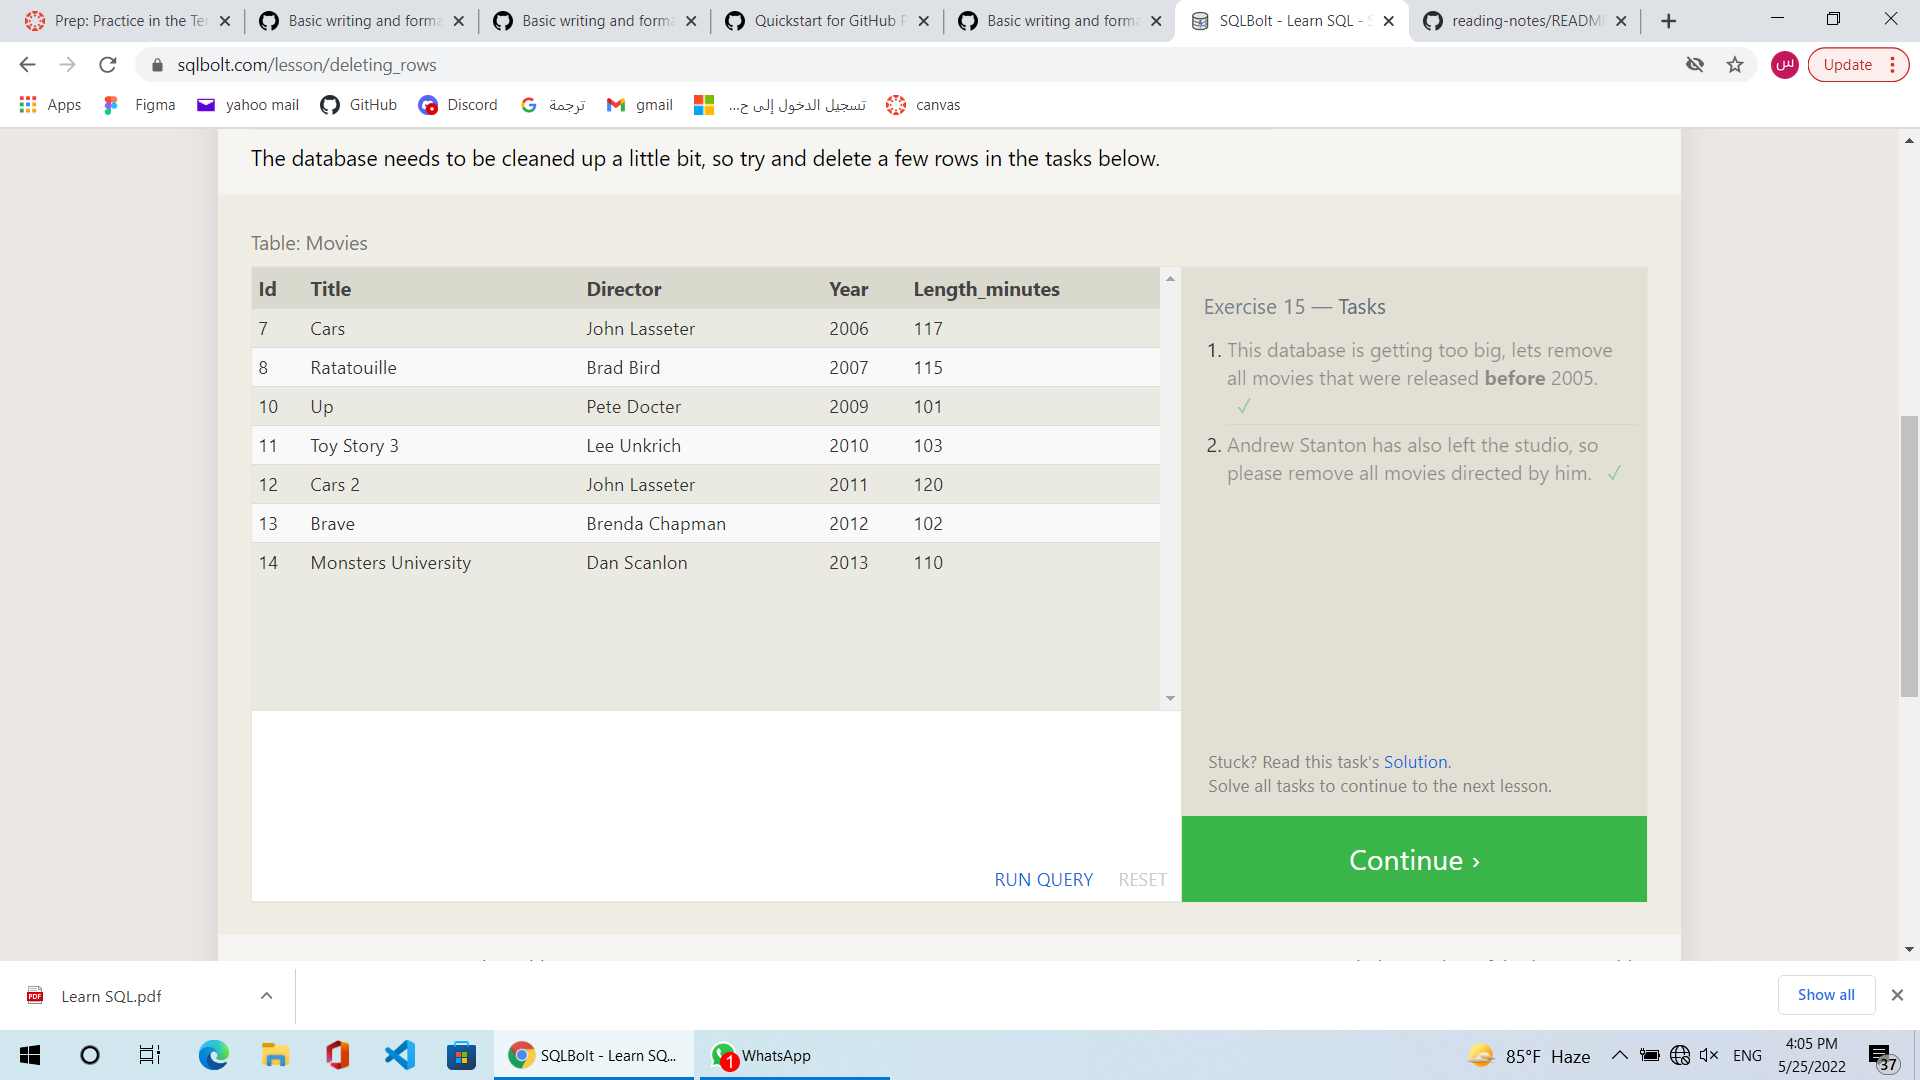 Prep: Practice in the Te
Basic writing and forma
Basic writing and forma
Quickstart for GitHub P
Basic writing and forma
SQLBolt - Learn SQL - S
reading-notes/READM
sqlbolt.com/lesson/deleting_rows
س
Update
Apps
Figma
yahoo mail
GitHub
Discord
ترجمة
gmail
تسجيل الدخول إلى ح...
canvas
The database needs to be cleaned up a little bit, so try and delete a few rows in the tasks below.
Table: Movies
Id Title Director Year Length_minutes
7 Cars John Lasseter 2006 117
8 Ratatouille Brad Bird 2007 115
10 Up Pete Docter 2009 101
11 Toy Story 3 Lee Unkrich 2010 103
12 Cars 2 John Lasseter 2011 120
13 Brave Brenda Chapman 2012 102
14 Monsters University Dan Scanlon 2013 110
RUN QUERY RESET
Exercise 15 — Tasks
1. This database is getting too big, lets remove
all movies that were released before 2005.
✓
2. Andrew Stanton has also left the studio, so
please remove all movies directed by him. ✓
Stuck? Read this task's Solution.
Solve all tasks to continue to the next lesson.
Continue ›
PDF
Learn SQL.pdf
Show all
SQLBolt - Learn SQ...
1
WhatsApp
85°F Haze
ENG
4:05 PM
5/25/2022
37